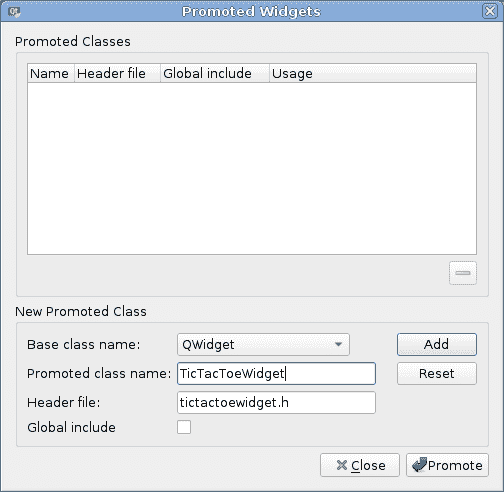 Promoted Widgets
Promoted Classes
Name Header file Global include Usage
New Promoted Class
Base class name: QWidget Add
Promoted class name: TicTacToeWidget Reset
Header file: tictactoewidget.h
Global include
Close Promote